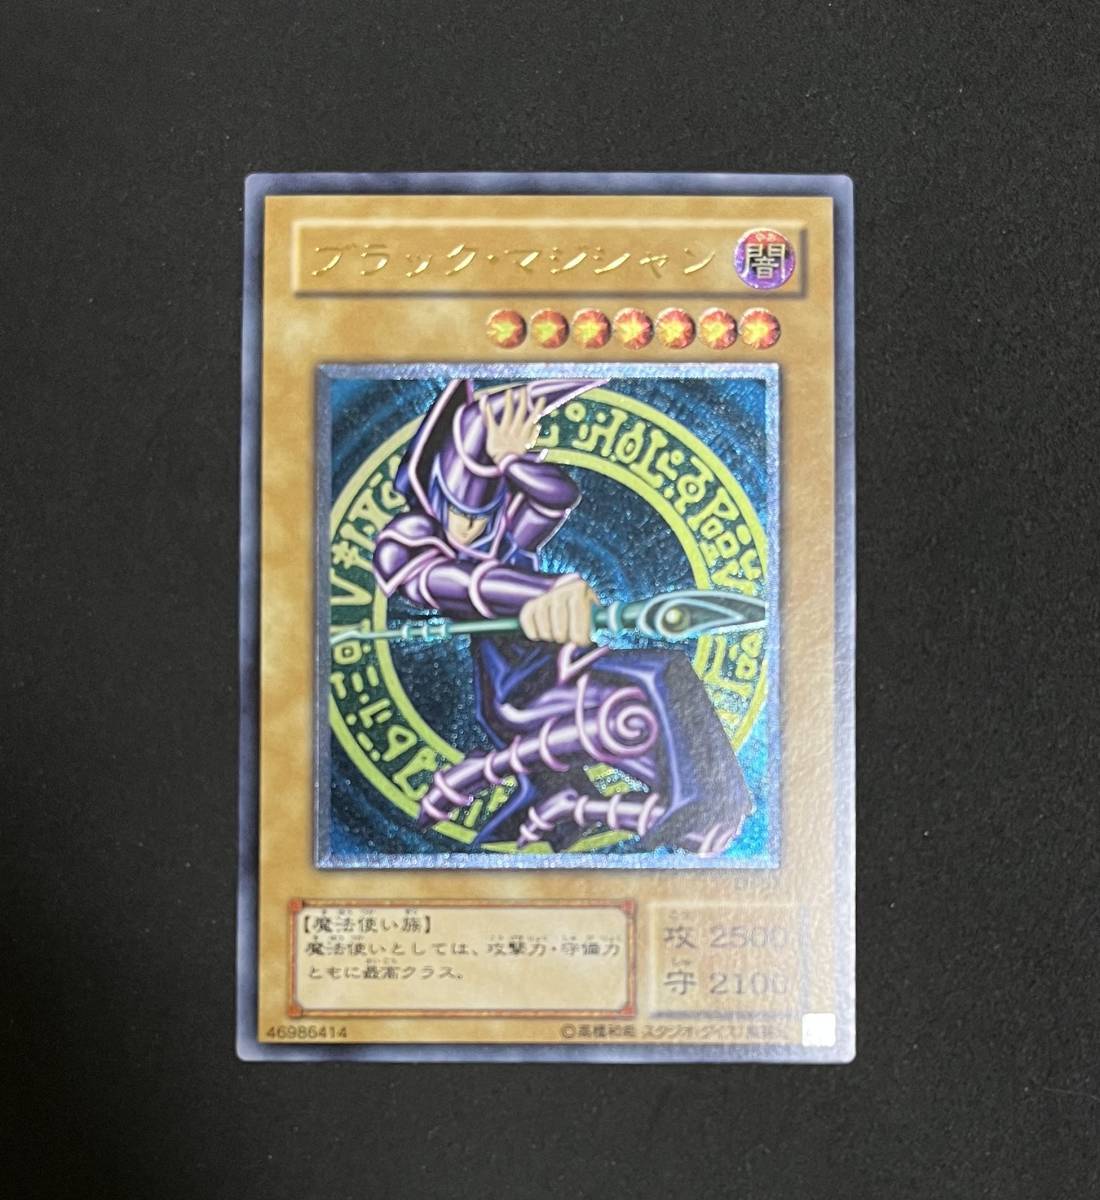 ブラック・マジシャン
やみ
闇
【魔法使い族】
魔法使いとしては、攻撃力・守備力
ともに最高クラス。
攻 2500
守 2100
46986414
©高橋和希 スタジオ・ダイス/集英社